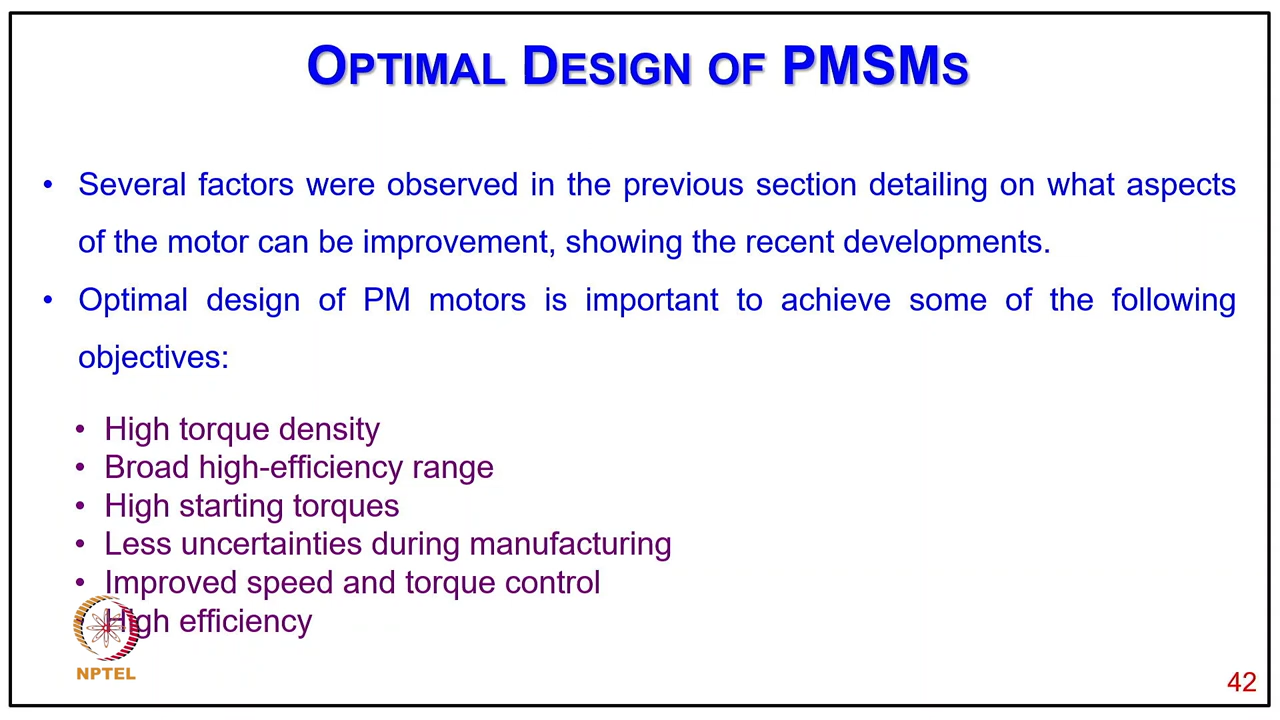 OPTIMAL DESIGN OF PMSMS
• Several factors were observed in the previous section detailing on what aspects
of the motor can be improvement, showing the recent developments.
• Optimal design of PM motors is important to achieve some of the following
objectives:
• High torque density
• Broad high-efficiency range
• High starting torques
• Less uncertainties during manufacturing
• Improved speed and torque control
• High efficiency
NPTEL
42